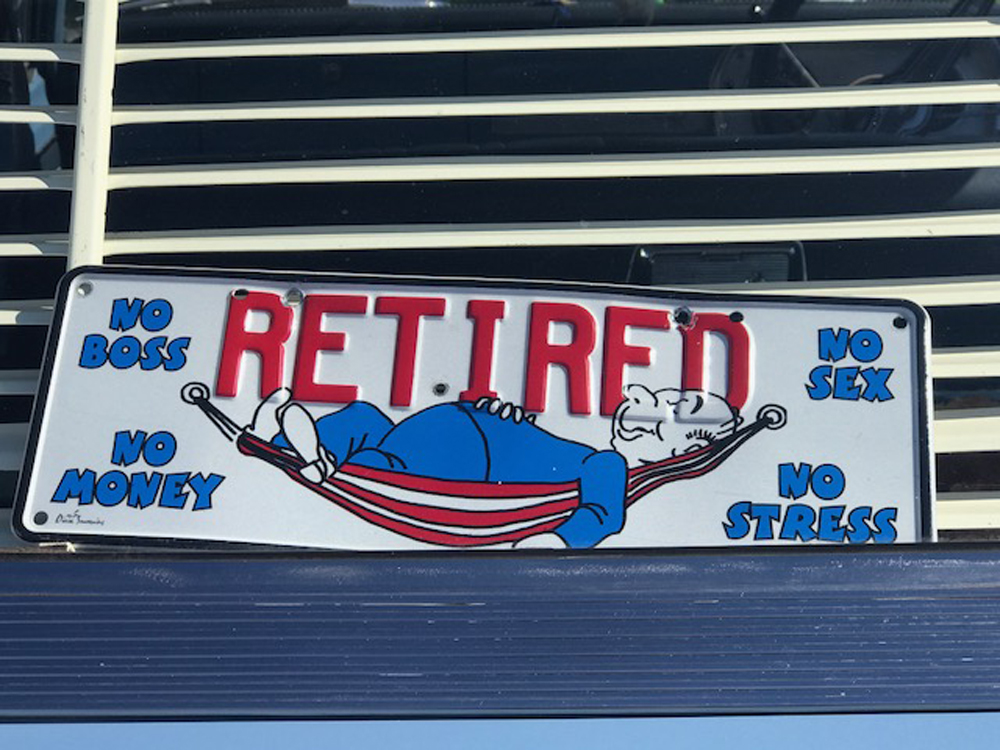 RETIRED
NO
BOSS
NO
SEX
NO
MONEY
NO
STRESS